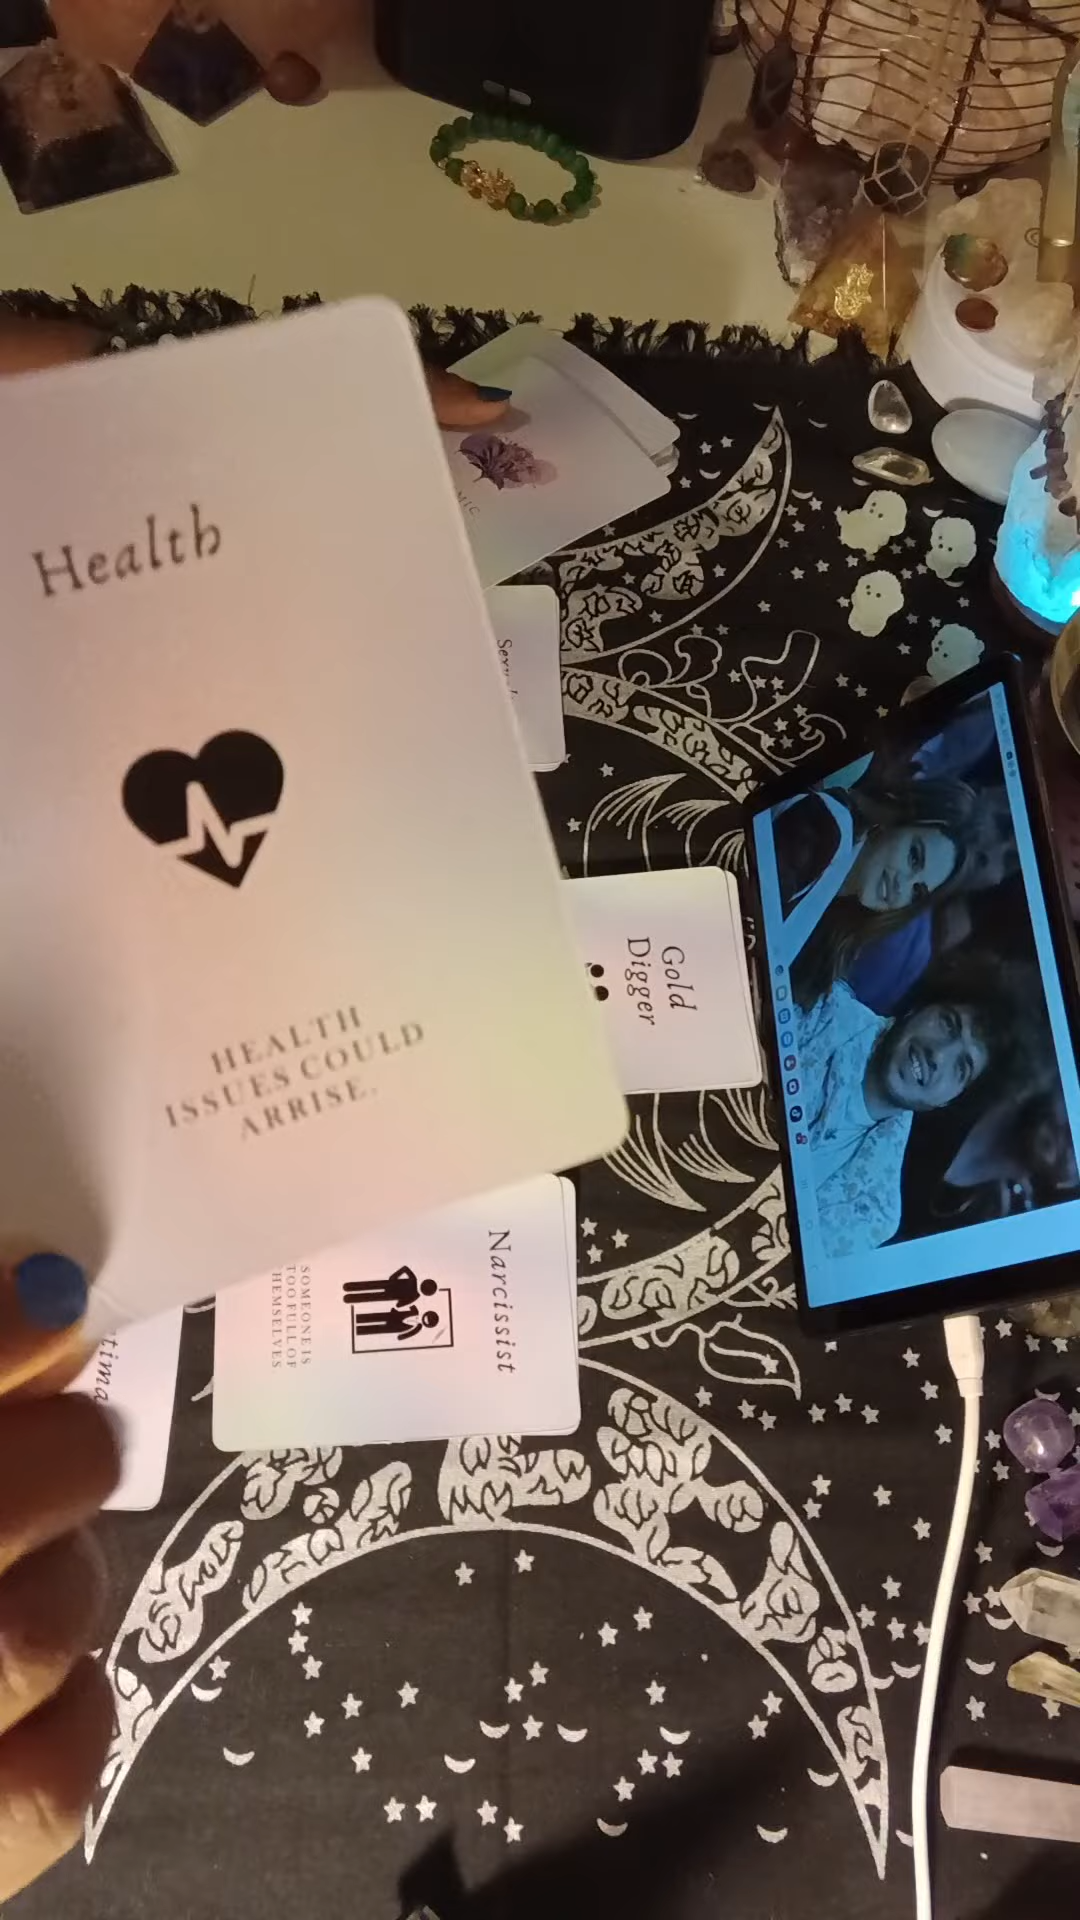 Health
HEALTH
ISSUES COULD
ARRISE.
Gold
Digger
Narcissist
SOMEONE IS
TOO FULL OF
THEMSELVES